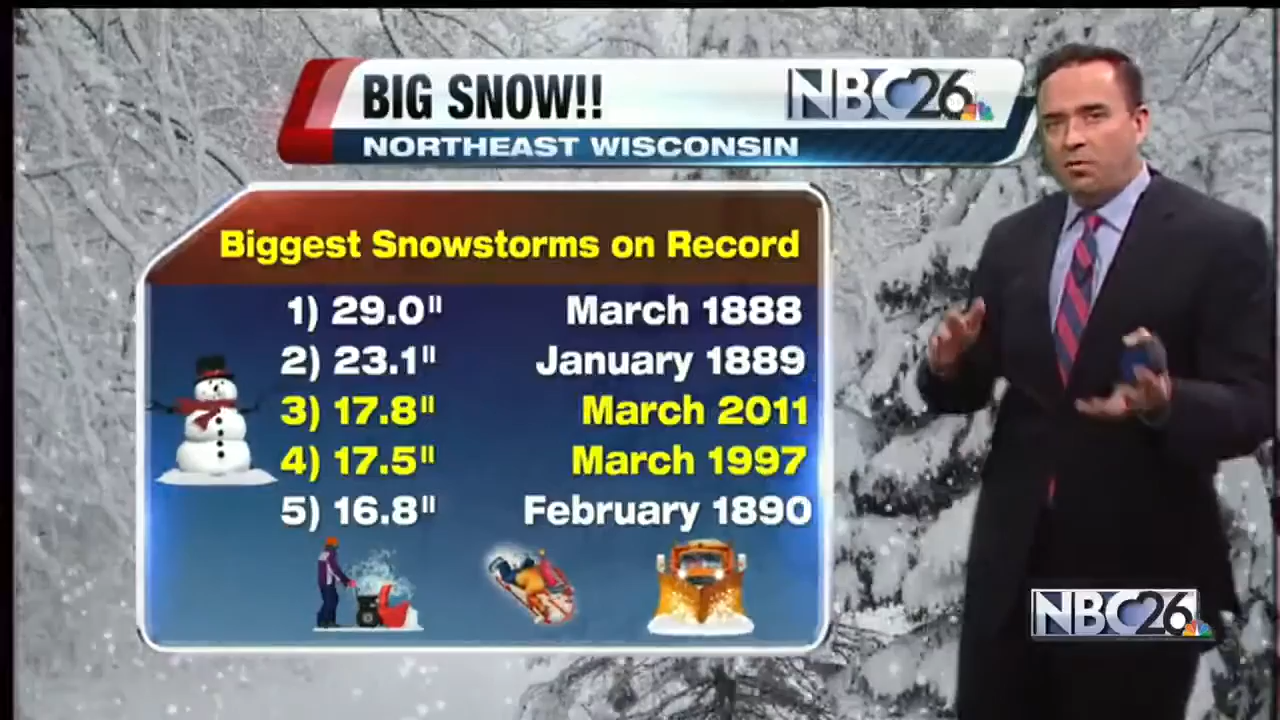 BIG SNOW!!
NBC26
NORTHEAST WISCONSIN
Biggest Snowstorms on Record
1) 29.0" March 1888
2) 23.1" January 1889
3) 17.8" March 2011
4) 17.5" March 1997
5) 16.8" February 1890
NBC26